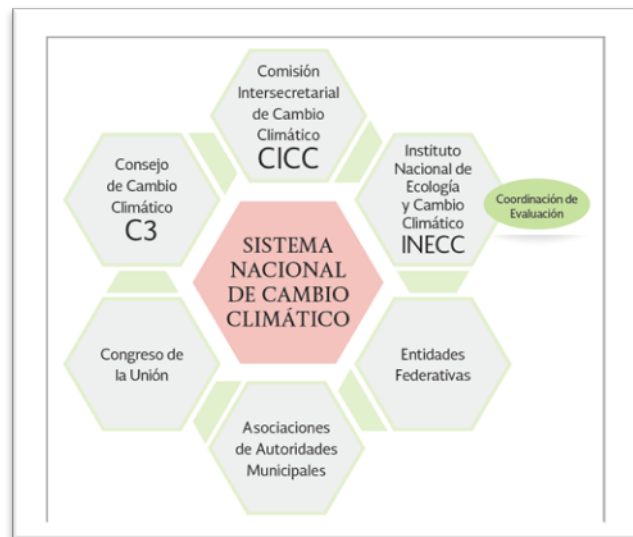 Comisión
Intersecretarial
de Cambio
Climático
CICC
Consejo
de Cambio
Climático
C3
Instituto
Nacional de
Ecología
y Cambio
Climático
INECC
Coordinación de
Evaluación
SISTEMA
NACIONAL
DE CAMBIO
CLIMÁTICO
Congreso de
la Unión
Entidades
Federativas
Asociaciones
de Autoridades
Municipales